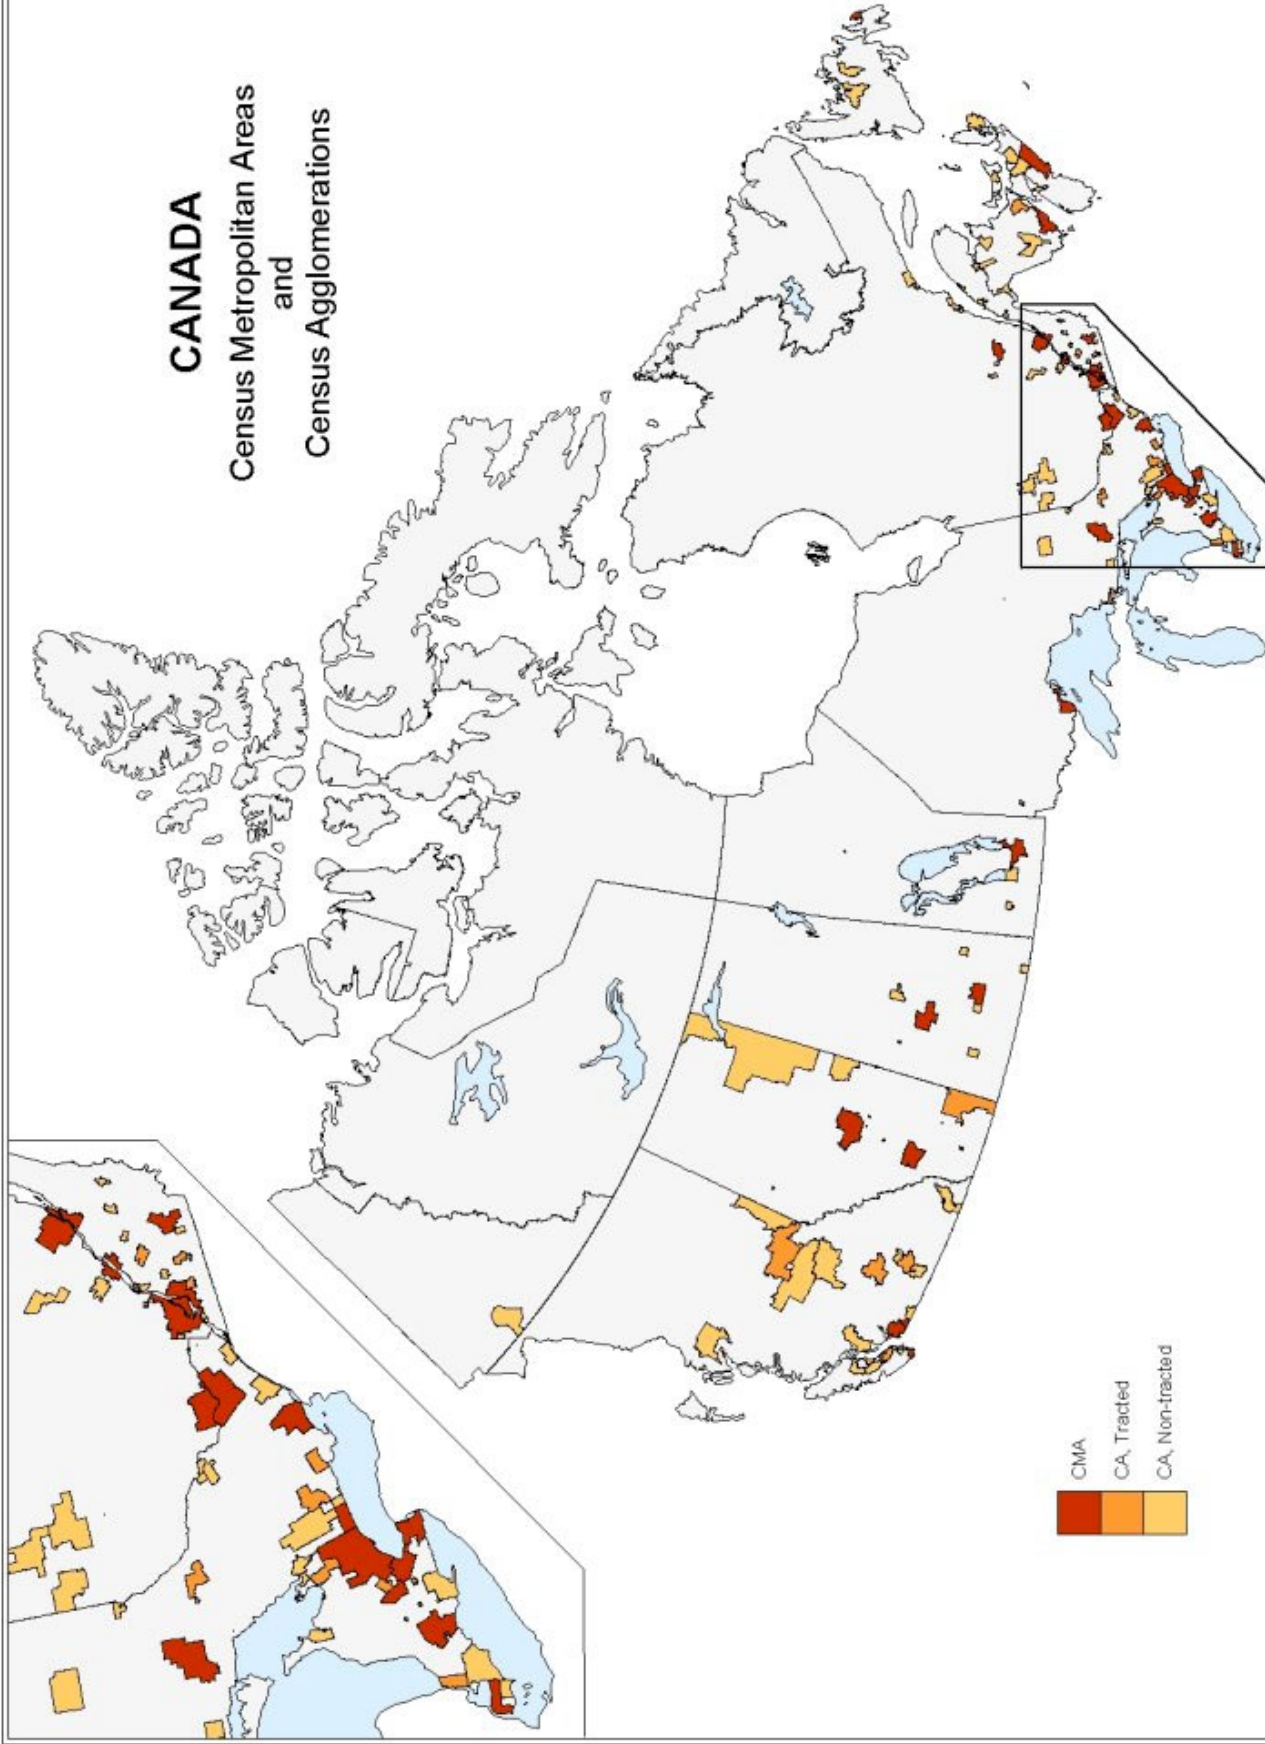 CANADA
Census Metropolitan Areas
and
Census Agglomerations
CMA
CA, Tracted
CA, Non-tracted